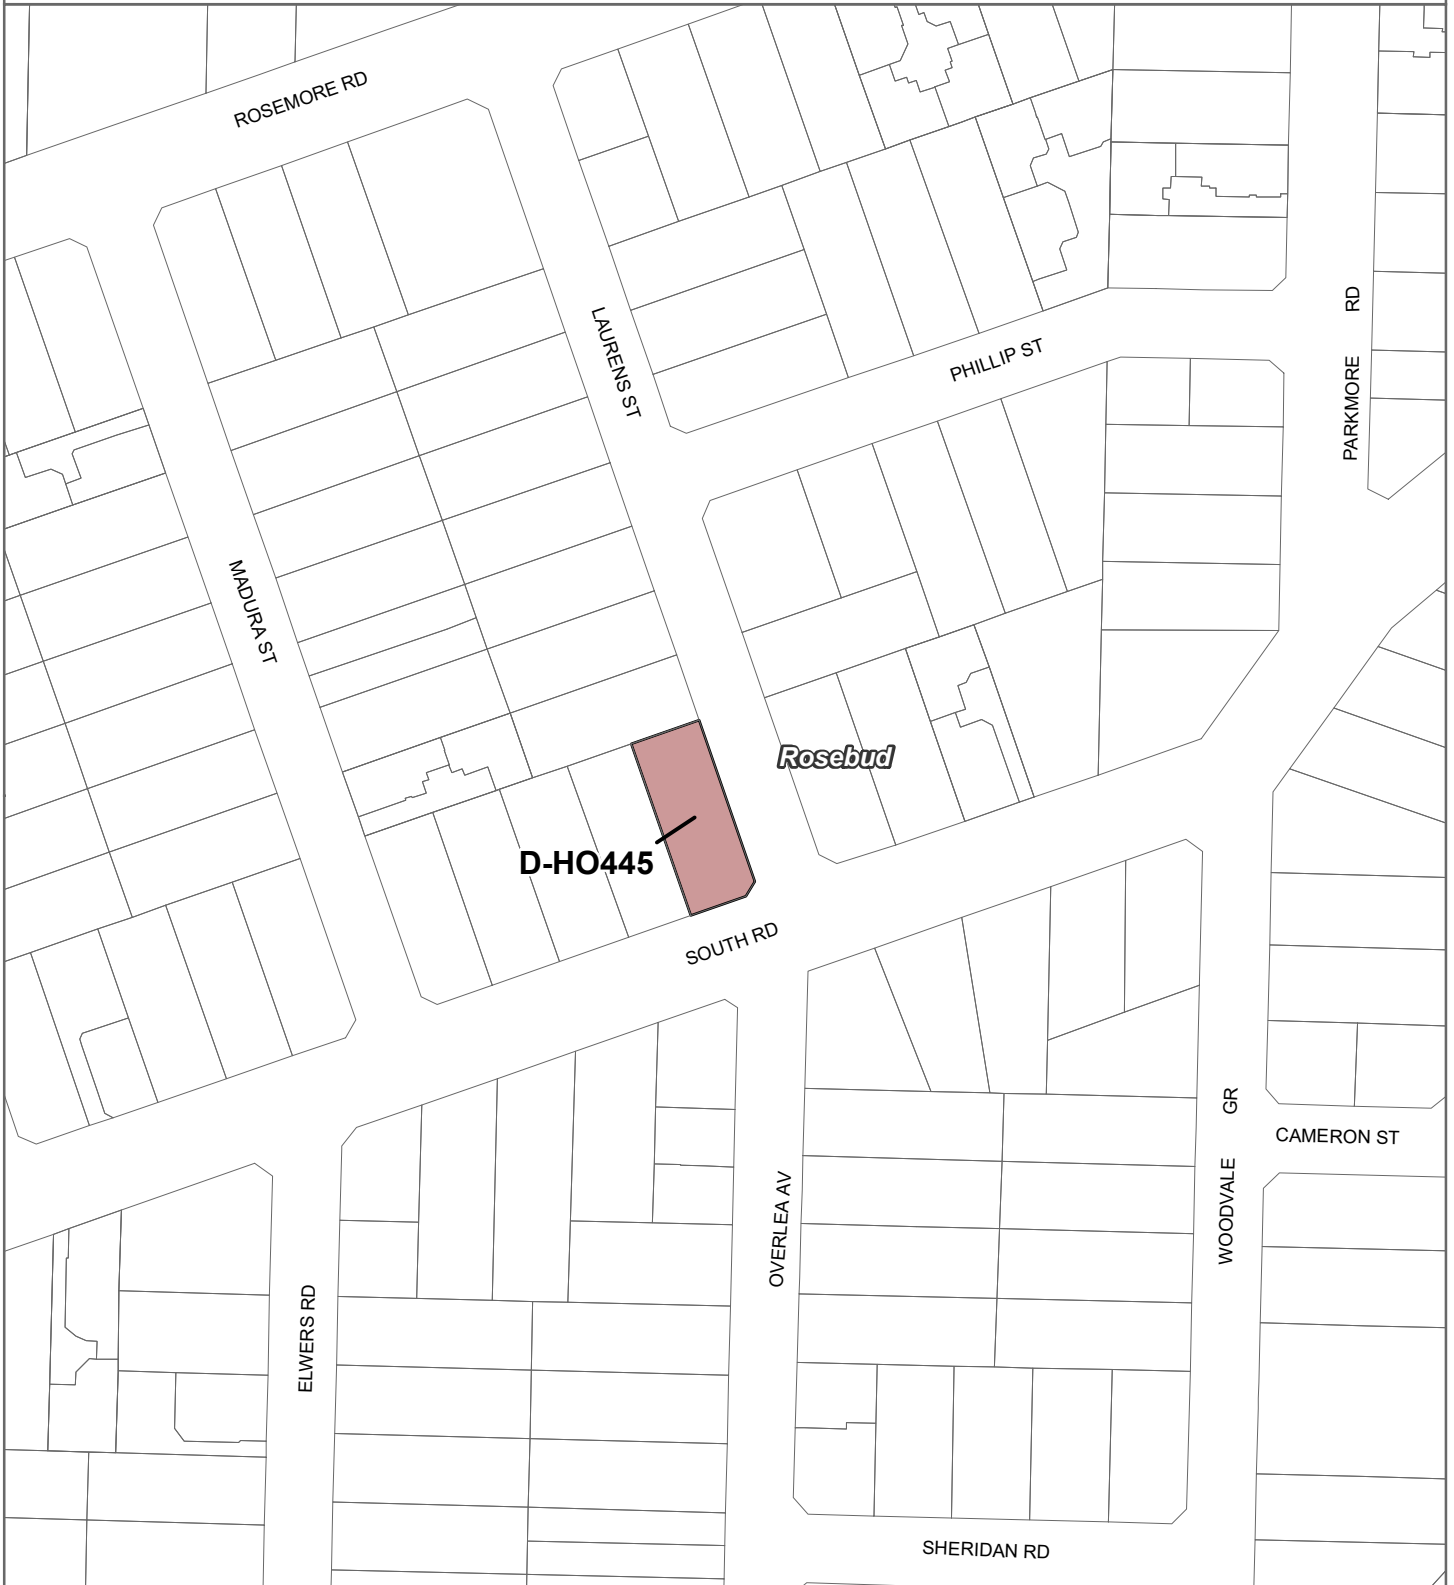 ROSEMORE RD
LAURENS ST
PHILLIP ST
PARKMORE RD
MADURA ST
Rosebud
D-HO445
SOUTH RD
WOODVALE GR
CAMERON ST
OVERLEA AV
ELWERS RD
SHERIDAN RD